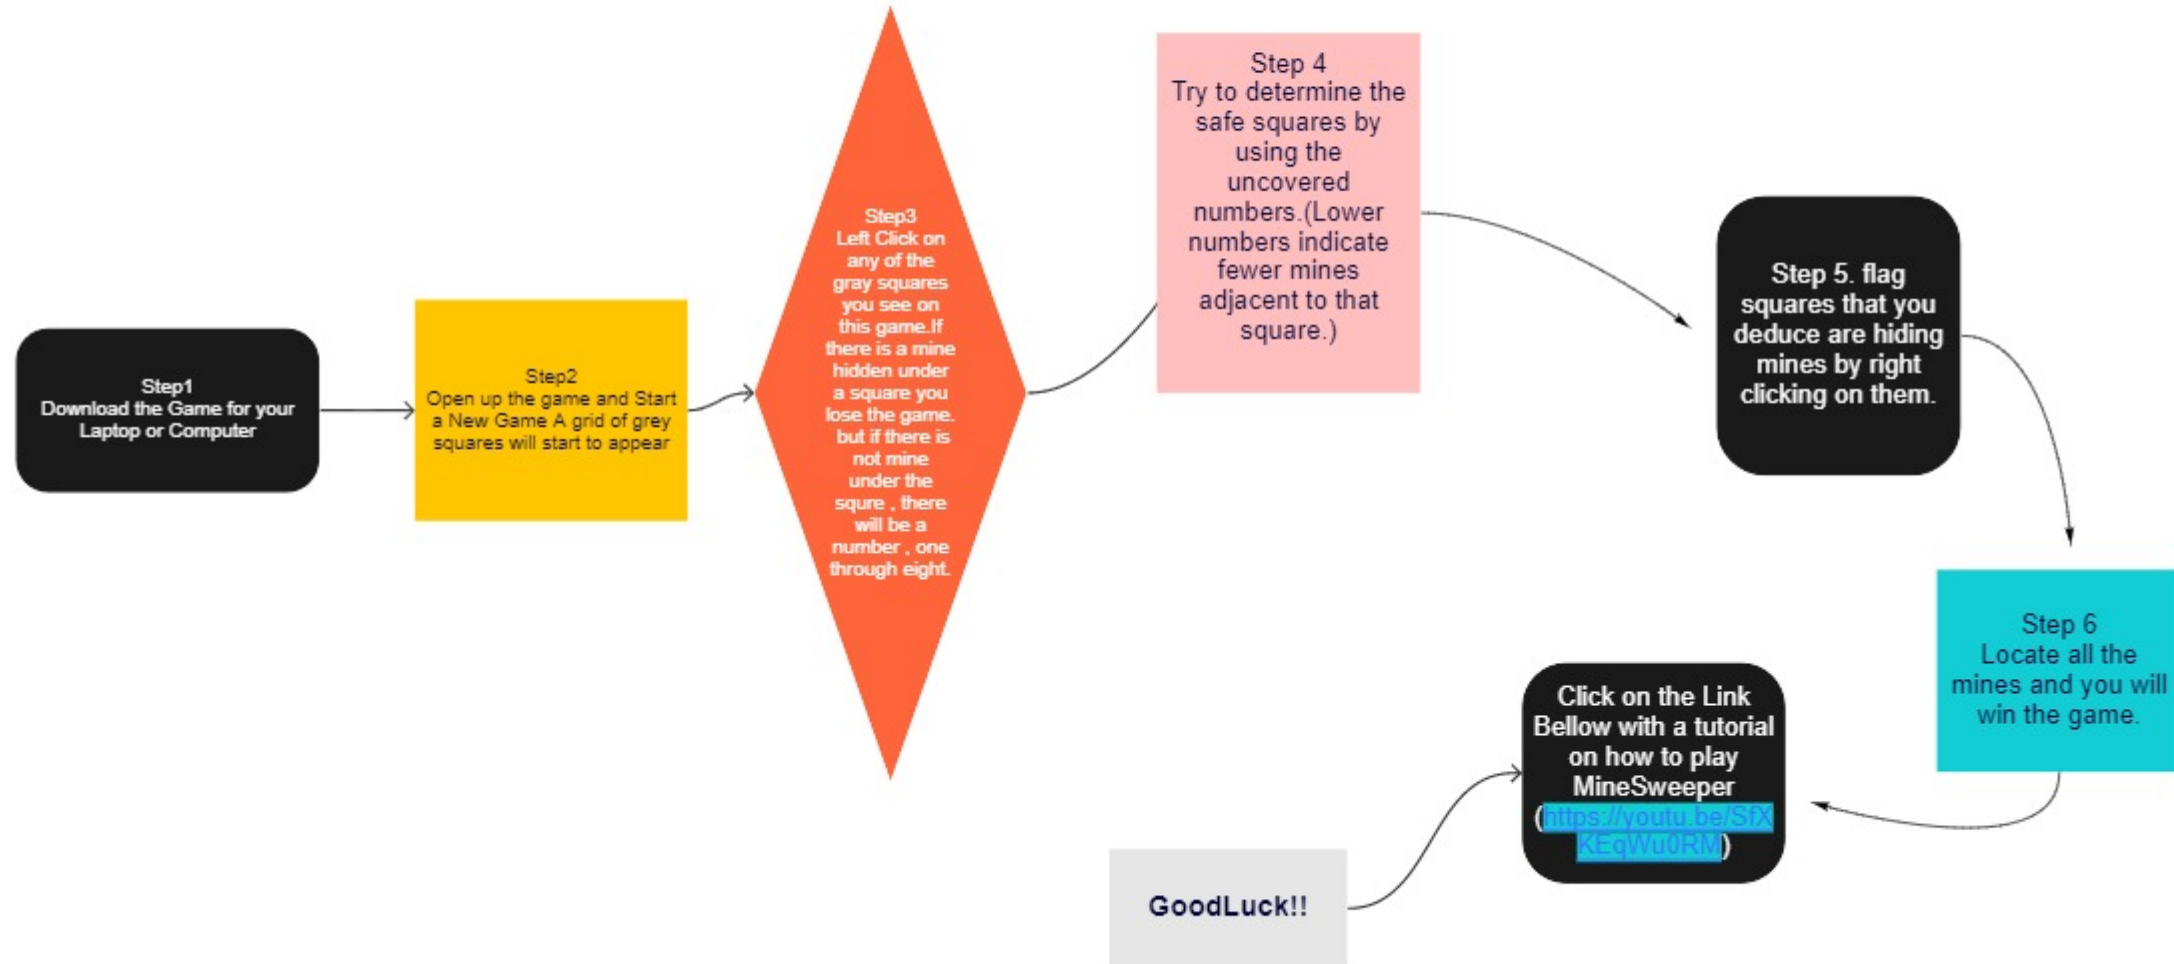 Step1
Download the Game for your
Laptop or Computer
Step2
Open up the game and Start
a New Game A grid of grey
squares will start to appear
Step3
Left Click on
any of the
gray squares
you see on
this game.If
there is a mine
hidden under
a square you
lose the game.
but if there is
not mine
under the
squre , there
will be a
number , one
through eight.
Step 4
Try to determine the
safe squares by
using the
uncovered
numbers.(Lower
numbers indicate
fewer mines
adjacent to that
square.)
Step 5. flag
squares that you
deduce are hiding
mines by right
clicking on them.
Step 6
Locate all the
mines and you will
win the game.
Click on the Link
Bellow with a tutorial
on how to play
MineSweeper
(https://youtu.be/SfX
KEqWu0RM)
GoodLuck!!